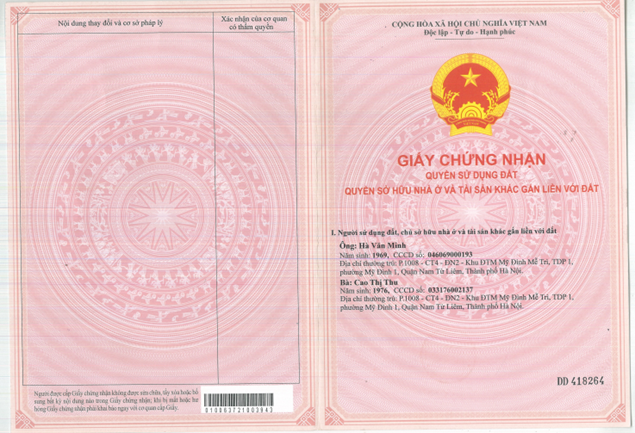 Nội dung thay đổi và cơ sở pháp lý
Xác nhận của cơ quan
có thẩm quyền
Người được cấp Giấy chứng nhận không được sửa chữa, tẩy xóa hoặc bổ
sung bất kỳ nội dung nào trong Giấy chứng nhận; khi bị mất hoặc hư
hỏng Giấy chứng nhận phải khai báo ngay với cơ quan cấp Giấy.
CỘNG HÒA XÃ HỘI CHỦ NGHĨA VIỆT NAM
Độc lập - Tự do - Hạnh phúc
GIẤY CHỨNG NHẬN
QUYỀN SỬ DỤNG ĐẤT
QUYỀN SỞ HỮU NHÀ Ở VÀ TÀI SẢN KHÁC GẮN LIỀN VỚI ĐẤT
I. Người sử dụng đất, chủ sở hữu nhà ở và tài sản khác gắn liền với đất
Ông: Hà Văn Minh
Năm sinh: 1969, CCCD số: 046069000193
Địa chỉ thường trú: P.1008 - CT4 - ĐN2 - Khu ĐTM Mỹ Đình Mễ Trì, TDP 1,
phường Mỹ Đình 1, Quận Nam Từ Liêm, Thành phố Hà Nội.
Bà: Cao Thị Thu
Năm sinh: 1976, CCCD số: 033176002137
Địa chỉ thường trú: P.1008 - CT4 - ĐN2 - Khu ĐTM Mỹ Đình Mễ Trì, TDP 1,
phường Mỹ Đình 1, Quận Nam Từ Liêm, Thành phố Hà Nội.
DD 418264